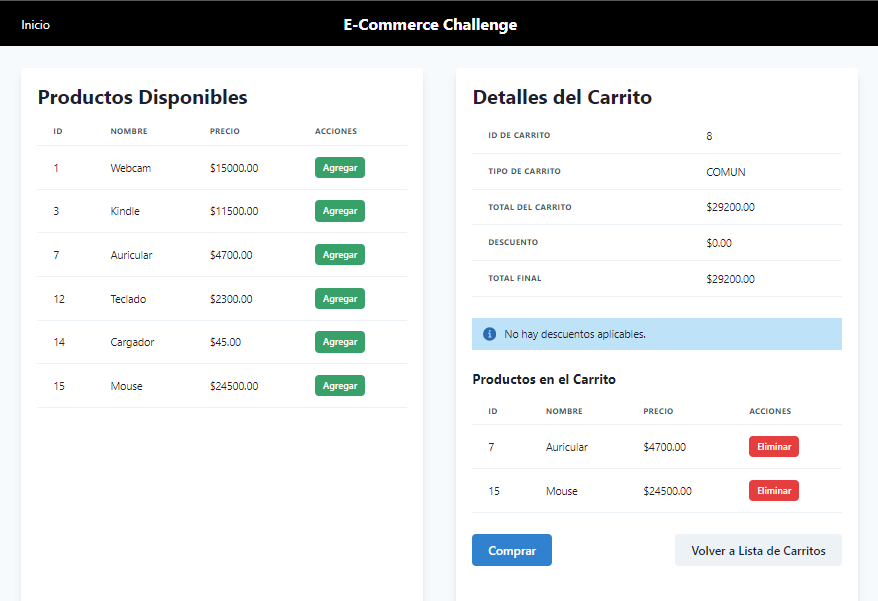 Inicio
E-Commerce Challenge
Productos Disponibles
ID NOMBRE PRECIO ACCIONES
1 Webcam $15000.00 Agregar
3 Kindle $11500.00 Agregar
7 Auricular $4700.00 Agregar
12 Teclado $2300.00 Agregar
14 Cargador $45.00 Agregar
15 Mouse $24500.00 Agregar
Detalles del Carrito
ID DE CARRITO 8
TIPO DE CARRITO COMUN
TOTAL DEL CARRITO $29200.00
DESCUENTO $0.00
TOTAL FINAL $29200.00
No hay descuentos aplicables.
Productos en el Carrito
ID NOMBRE PRECIO ACCIONES
7 Auricular $4700.00 Eliminar
15 Mouse $24500.00 Eliminar
Comprar
Volver a Lista de Carritos